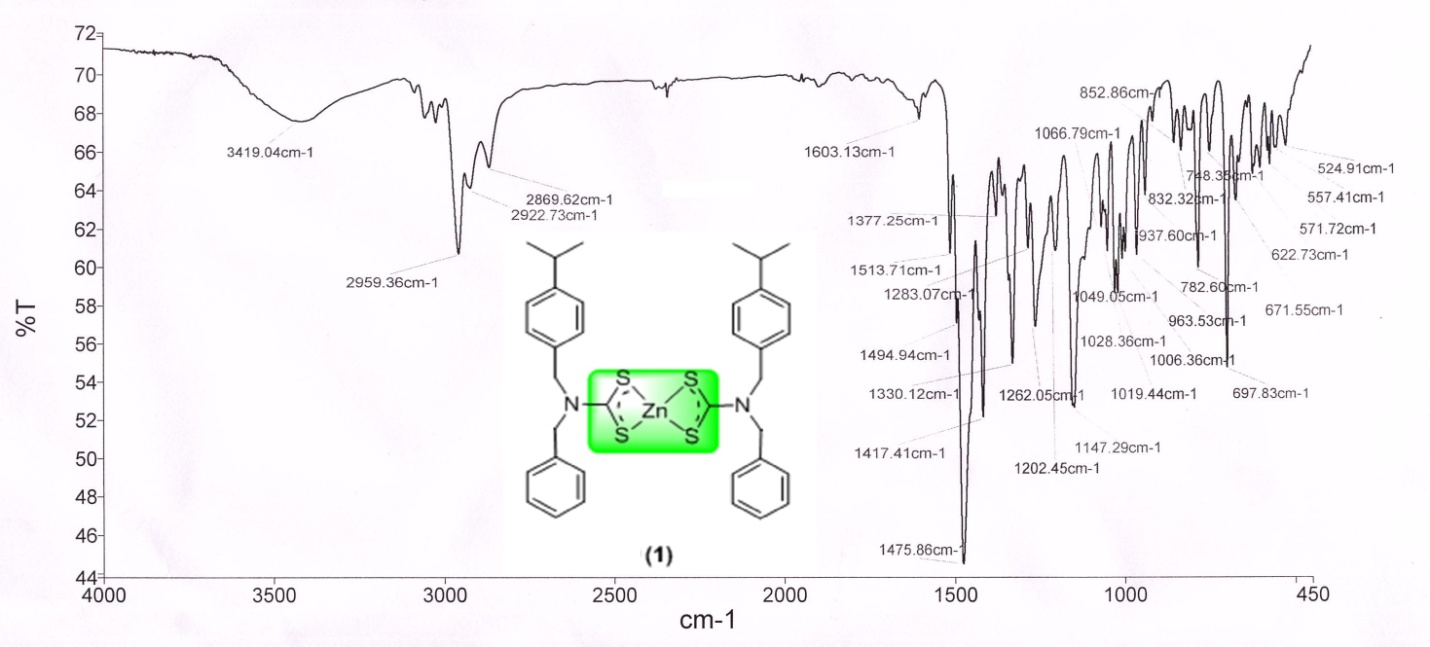 72
70
68
66
64
62
60
58
56
54
52
50
48
46
44
%T
4000
3500
3000
2500
2000
1500
1000
450
cm-1
3419.04cm-1
2959.36cm-1
2869.62cm-1
2922.73cm-1
1603.13cm-1
1377.25cm-1
1513.71cm-1
1283.07cm-1
1494.94cm-1
1330.12cm-1
1417.41cm-1
1475.86cm-1
852.86cm-1
1066.79cm-1
748.35cm-1
832.32cm-1
937.60cm-1
782.60cm-1
1049.05cm-1
963.53cm-1
1028.36cm-1
1006.36cm-1
1262.05cm-1
1019.44cm-1
697.83cm-1
1147.29cm-1
1202.45cm-1
524.91cm-1
557.41cm-1
571.72cm-1
622.73cm-1
671.55cm-1
N
S
S
Zn
S
S
N
(1)